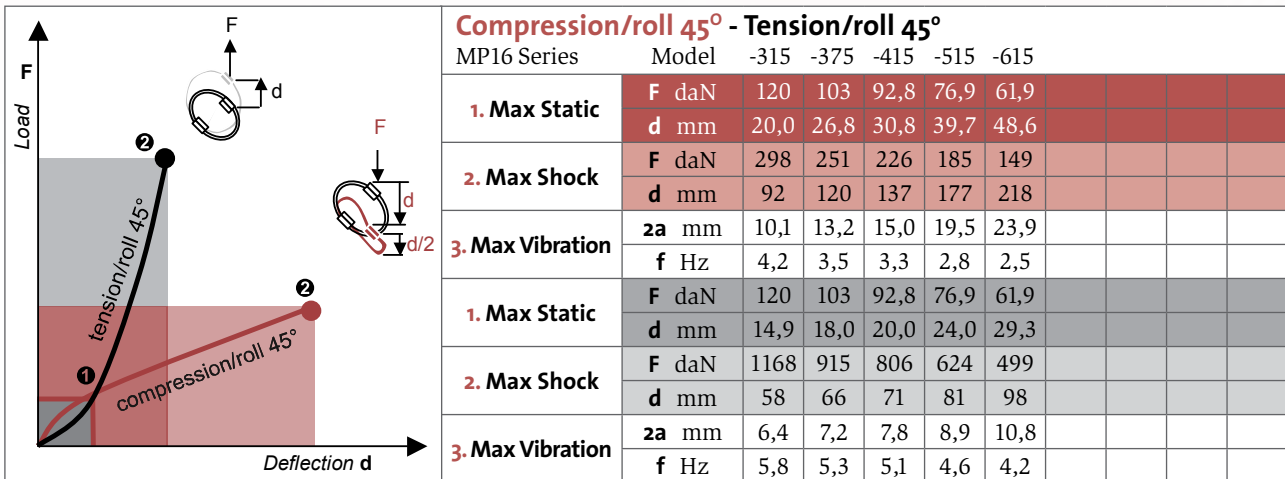 F
Load
F
d
❷
F
d
d/2
tension/roll 45°
❷
❶
compression/roll 45°
Deflection d
Compression/roll 45° - Tension/roll 45°
MP16 Series Model -315 -375 -415 -515 -615
1. Max Static F daN 120 103 92,8 76,9 61,9
d mm 20,0 26,8 30,8 39,7 48,6
2. Max Shock F daN 298 251 226 185 149
d mm 92 120 137 177 218
3. Max Vibration 2a mm 10,1 13,2 15,0 19,5 23,9
f Hz 4,2 3,5 3,3 2,8 2,5
1. Max Static F daN 120 103 92,8 76,9 61,9
d mm 14,9 18,0 20,0 24,0 29,3
2. Max Shock F daN 1168 915 806 624 499
d mm 58 66 71 81 98
3. Max Vibration 2a mm 6,4 7,2 7,8 8,9 10,8
f Hz 5,8 5,3 5,1 4,6 4,2